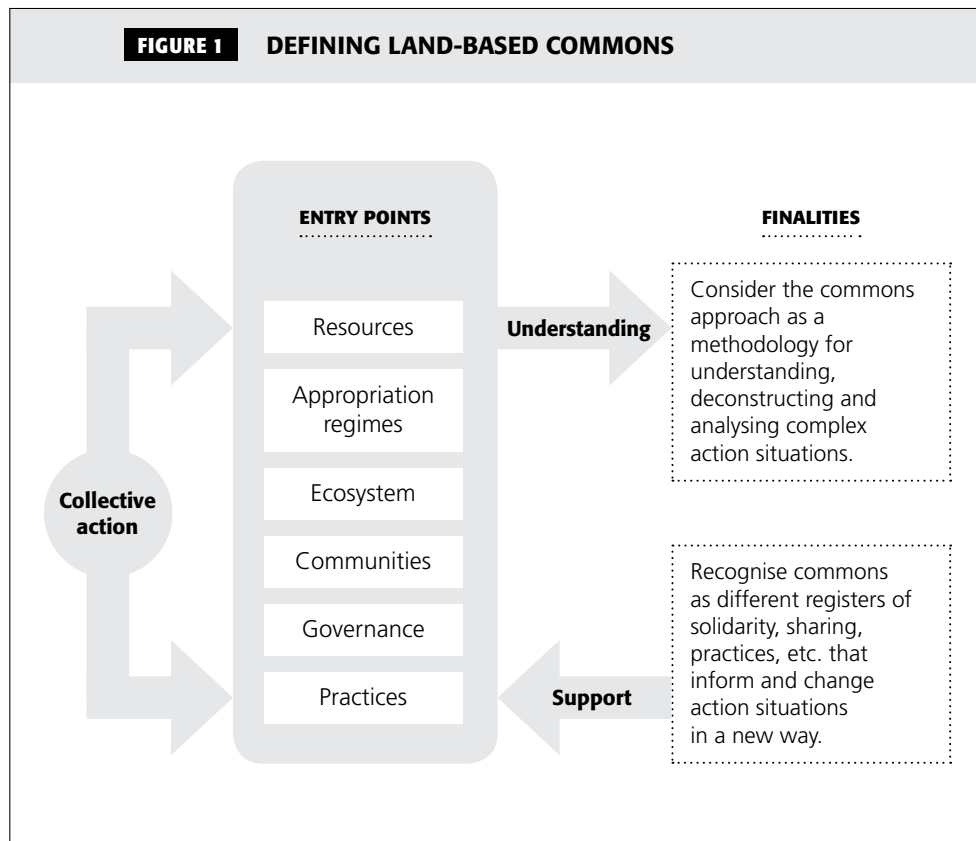 FIGURE 1 DEFINING LAND-BASED COMMONS
ENTRY POINTS
FINALITIES
Collective
action
Resources
Appropriation
regimes
Ecosystem
Communities
Governance
Practices
Understanding
Consider the commons
approach as a
methodology for
understanding,
deconstructing and
analysing complex
action situations.
Support
Recognise commons
as different registers of
solidarity, sharing,
practices, etc. that
inform and change
action situations
in a new way.